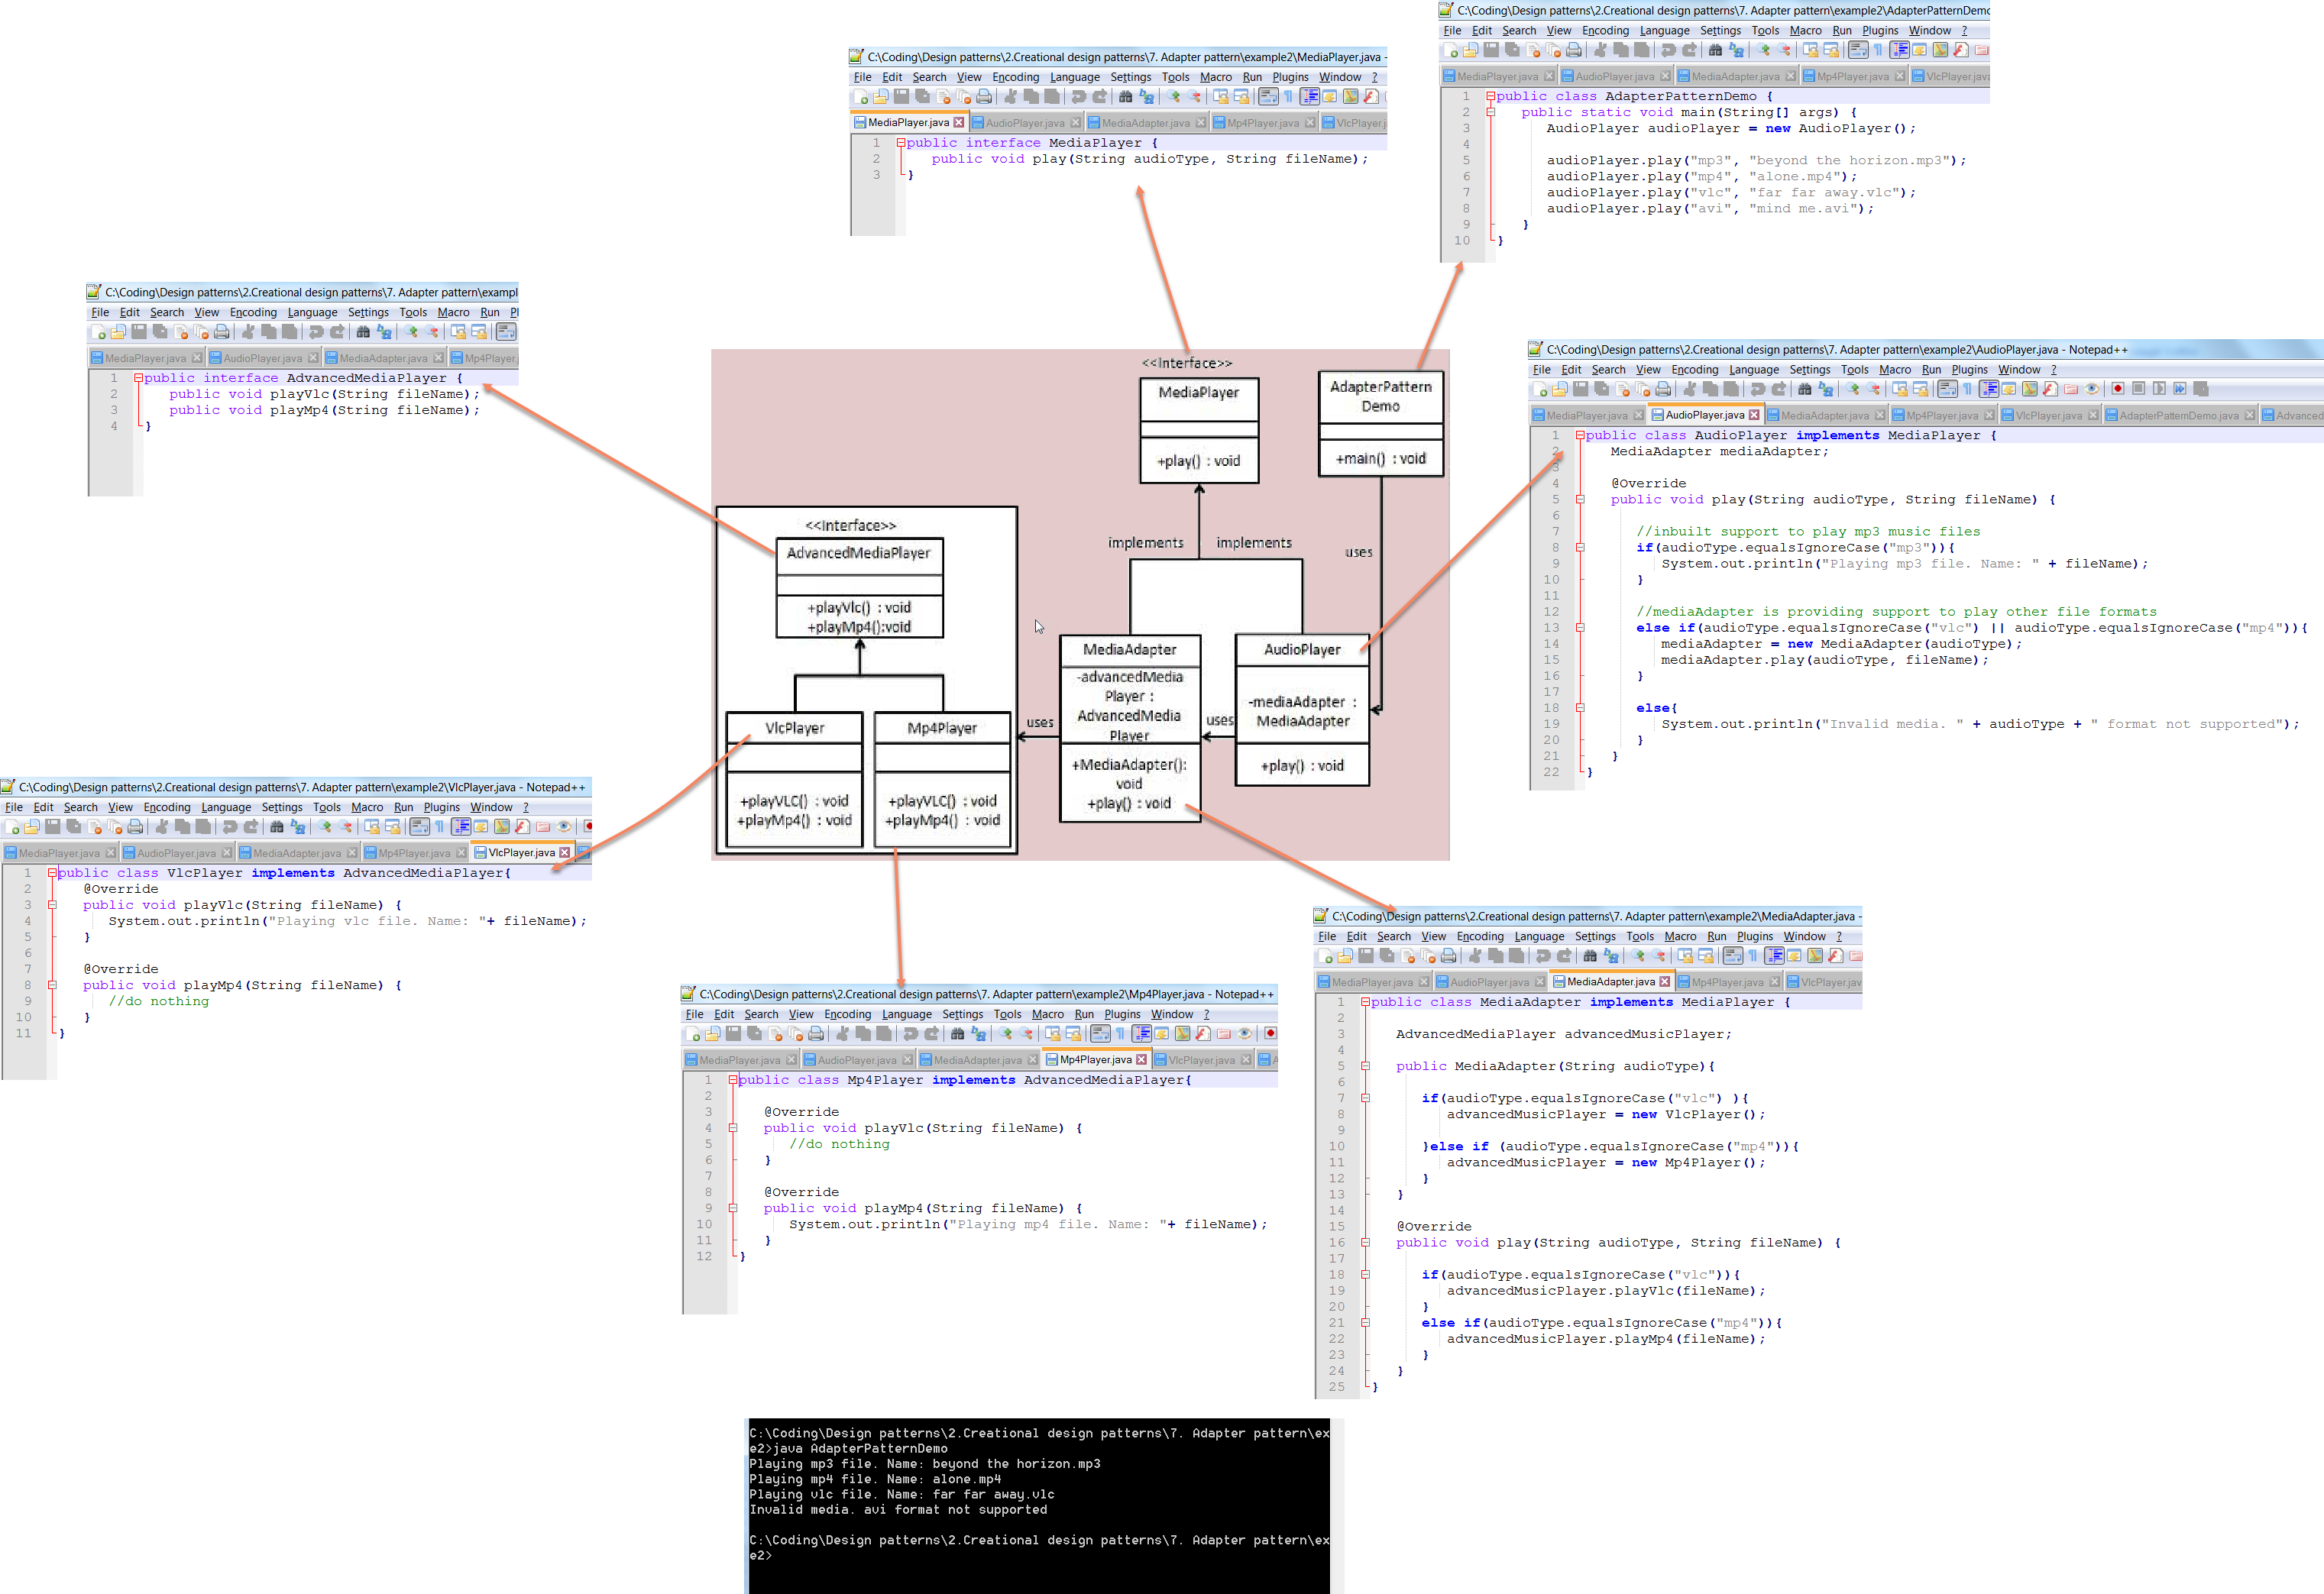 C:\Coding\Design patterns\2.Creational design patterns\7. Adapter pattern\example2\MediaPlayer.java -
File Edit Search View Encoding Language Settings Tools Macro Run Plugins Window ?
MediaPlayer.java AudioPlayer.java MediaAdapter.java Mp4Player.java VlcPlayer.j
1 public interface MediaPlayer {
2 public void play(String audioType, String fileName);
3 }
C:\Coding\Design patterns\2.Creational design patterns\7. Adapter pattern\example2\AdapterPatternDemo
File Edit Search View Encoding Language Settings Tools Macro Run Plugins Window ?
MediaPlayer.java AudioPlayer.java MediaAdapter.java Mp4Player.java VlcPlayer.java
1 public class AdapterPatternDemo {
2 public static void main(String[] args) {
3 AudioPlayer audioPlayer = new AudioPlayer();
4
5 audioPlayer.play("mp3", "beyond the horizon.mp3");
6 audioPlayer.play("mp4", "alone.mp4");
7 audioPlayer.play("vlc", "far far away.vlc");
8 audioPlayer.play("avi", "mind me.avi");
9 }
10 }
C:\Coding\Design patterns\2.Creational design patterns\7. Adapter pattern\exampl
File Edit Search View Encoding Language Settings Tools Macro Run Pl
MediaPlayer.java AudioPlayer.java MediaAdapter.java Mp4Player.
1 public interface AdvancedMediaPlayer {
2 public void playVlc(String fileName);
3 public void playMp4(String fileName);
4 }
C:\Coding\Design patterns\2.Creational design patterns\7. Adapter pattern\example2\AudioPlayer.java - Notepad++
File Edit Search View Encoding Language Settings Tools Macro Run Plugins Window ?
MediaPlayer.java AudioPlayer.java MediaAdapter.java Mp4Player.java VlcPlayer.java AdapterPatternDemo.java Advanced
1 public class AudioPlayer implements MediaPlayer {
2 MediaAdapter mediaAdapter;
3
4 @Override
5 public void play(String audioType, String fileName) {
6
7 //inbuilt support to play mp3 music files
8 if(audioType.equalsIgnoreCase("mp3")){
9 System.out.println("Playing mp3 file. Name: " + fileName);
10 }
11
12 //mediaAdapter is providing support to play other file formats
13 else if(audioType.equalsIgnoreCase("vlc") || audioType.equalsIgnoreCase("mp4")){
14 mediaAdapter = new MediaAdapter(audioType);
15 mediaAdapter.play(audioType, fileName);
16 }
17
18 else{
19 System.out.println("Invalid media. " + audioType + " format not supported");
20 }
21 }
22 }
<<Interface>>
MediaPlayer
+play() : void
AdapterPattern
Demo
+main() : void
<<Interface>>
AdvancedMediaPlayer
+playVlc() : void
+playMp4():void
implements
implements
uses
VlcPlayer
+playVLC() : void
+playMp4() : void
Mp4Player
+playVLC() : void
+playMp4() : void
uses
MediaAdapter
-advancedMedia
Player :
AdvancedMedia
Player
+MediaAdapter():
void
+play() : void
uses
AudioPlayer
-mediaAdapter :
MediaAdapter
+play() : void
C:\Coding\Design patterns\2.Creational design patterns\7. Adapter pattern\example2\VlcPlayer.java - Notepad++
File Edit Search View Encoding Language Settings Tools Macro Run Plugins Window ?
MediaPlayer.java AudioPlayer.java MediaAdapter.java Mp4Player.java VlcPlayer.java
1 public class VlcPlayer implements AdvancedMediaPlayer{
2 @Override
3 public void playVlc(String fileName) {
4 System.out.println("Playing vlc file. Name: "+ fileName);
5 }
6
7 @Override
8 public void playMp4(String fileName) {
9 //do nothing
10 }
11 }
C:\Coding\Design patterns\2.Creational design patterns\7. Adapter pattern\example2\Mp4Player.java - Notepad++
File Edit Search View Encoding Language Settings Tools Macro Run Plugins Window ?
MediaPlayer.java AudioPlayer.java MediaAdapter.java Mp4Player.java VlcPlayer.java A
1 public class Mp4Player implements AdvancedMediaPlayer{
2
3 @Override
4 public void playVlc(String fileName) {
5 //do nothing
6 }
7
8 @Override
9 public void playMp4(String fileName) {
10 System.out.println("Playing mp4 file. Name: "+ fileName);
11 }
12 }
C:\Coding\Design patterns\2.Creational design patterns\7. Adapter pattern\example2\MediaAdapter.java -
File Edit Search View Encoding Language Settings Tools Macro Run Plugins Window ?
MediaPlayer.java AudioPlayer.java MediaAdapter.java Mp4Player.java VlcPlayer.jav
1 public class MediaAdapter implements MediaPlayer {
2
3 AdvancedMediaPlayer advancedMusicPlayer;
4
5 public MediaAdapter(String audioType){
6
7 if(audioType.equalsIgnoreCase("vlc") ){
8 advancedMusicPlayer = new VlcPlayer();
9
10 }else if (audioType.equalsIgnoreCase("mp4")){
11 advancedMusicPlayer = new Mp4Player();
12 }
13 }
14
15 @Override
16 public void play(String audioType, String fileName) {
17
18 if(audioType.equalsIgnoreCase("vlc")){
19 advancedMusicPlayer.playVlc(fileName);
20 }
21 else if(audioType.equalsIgnoreCase("mp4")){
22 advancedMusicPlayer.playMp4(fileName);
23 }
24 }
25 }
C:\Coding\Design patterns\2.Creational design patterns\7. Adapter pattern\ex
e2>java AdapterPatternDemo
Playing mp3 file. Name: beyond the horizon.mp3
Playing mp4 file. Name: alone.mp4
Playing vlc file. Name: far far away.vlc
Invalid media. avi format not supported
C:\Coding\Design patterns\2.Creational design patterns\7. Adapter pattern\ex
e2>